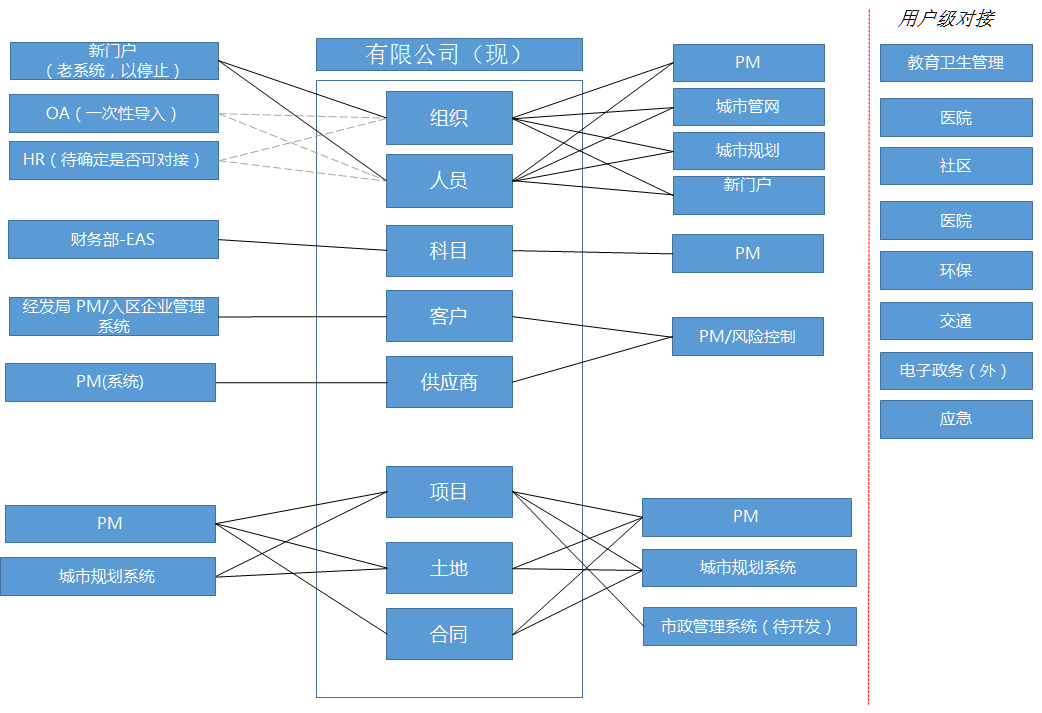 用户级对接
新门户
（老系统，以停止）
OA（一次性导入）
HR（待确定是否可对接）
财务部-EAS
经发局 PM/入区企业管理
系统
PM(系统)
PM
城市规划系统
有限公司（现）
组织
人员
科目
客户
供应商
项目
土地
合同
PM
城市管网
城市规划
新门户
PM
PM/风险控制
PM
城市规划系统
市政管理系统（待开发）
教育卫生管理
医院
社区
医院
环保
交通
电子政务（外）
应急